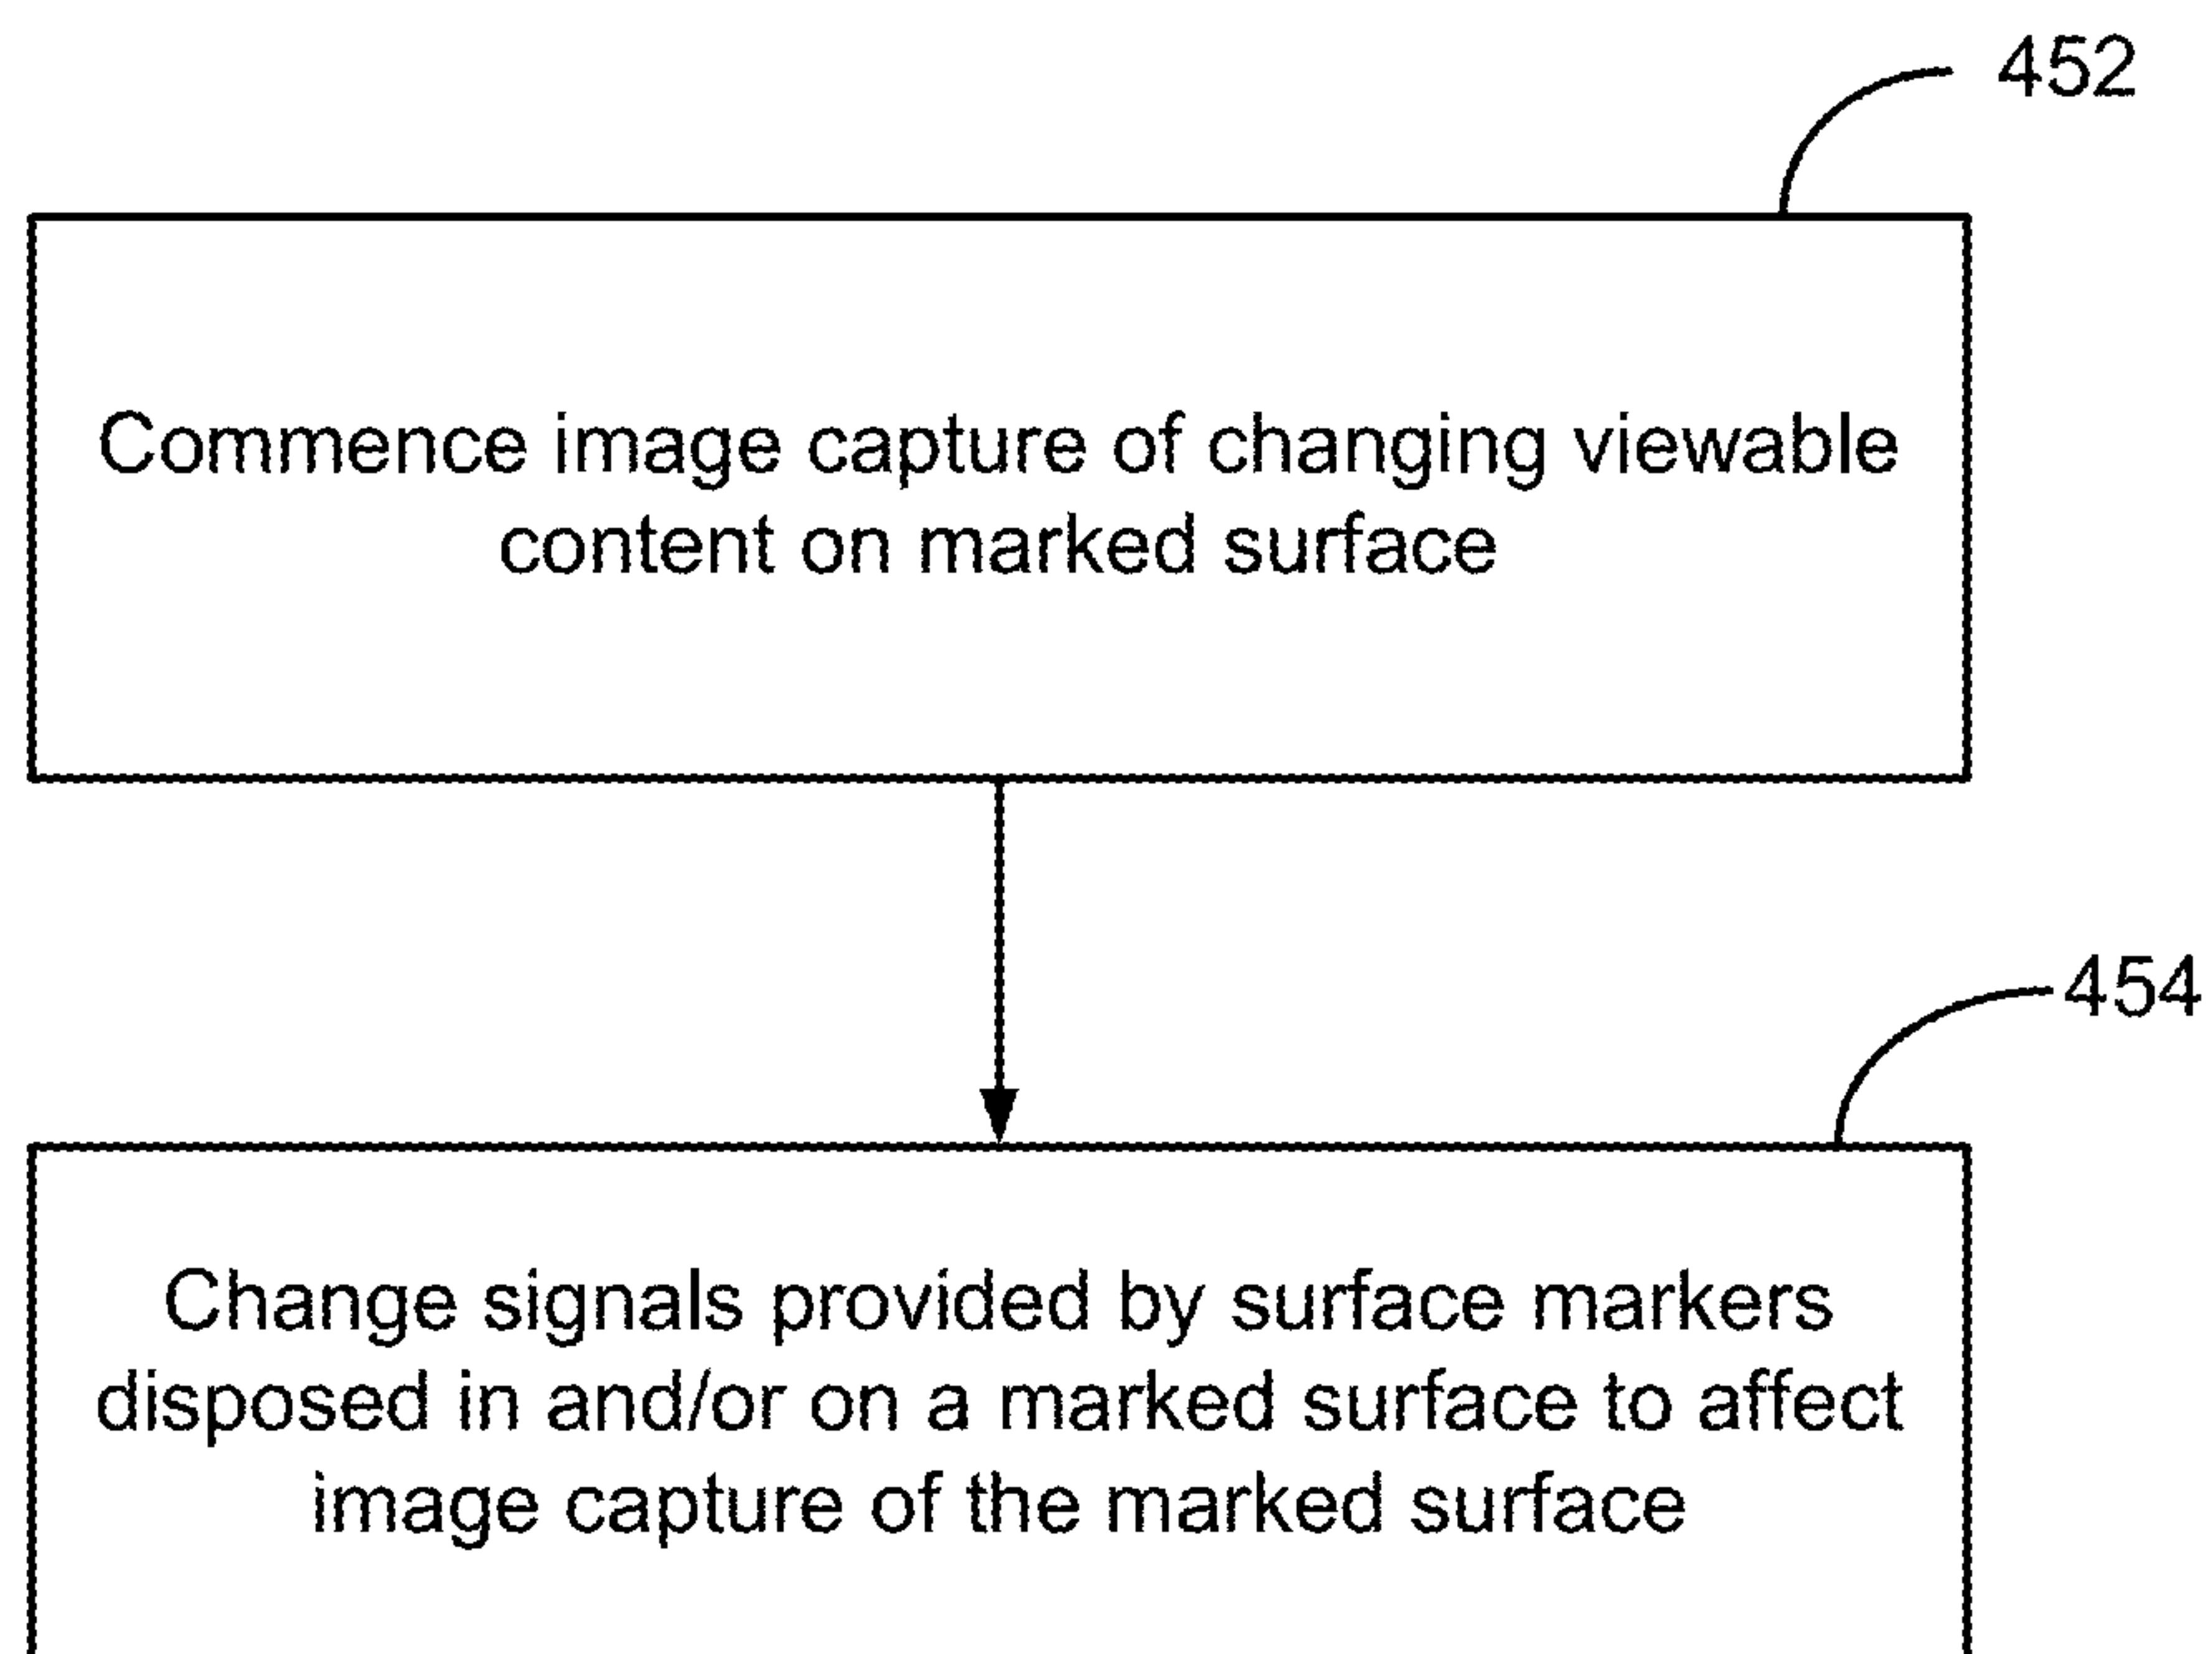 452
Commence image capture of changing viewable
content on marked surface
454
Change signals provided by surface markers
disposed in and/or on a marked surface to affect
image capture of the marked surface